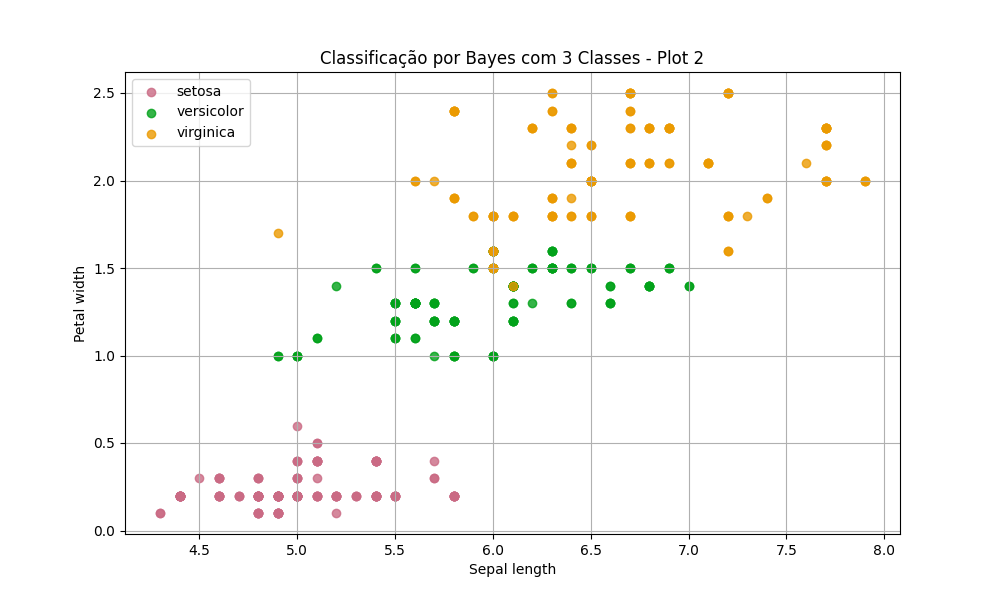 Classificação por Bayes com 3 Classes - Plot 2
setosa
versicolor
virginica
2.5
2.0
1.5
1.0
0.5
0.0
Petal width
4.5 5.0 5.5 6.0 6.5 7.0 7.5 8.0
Sepal length